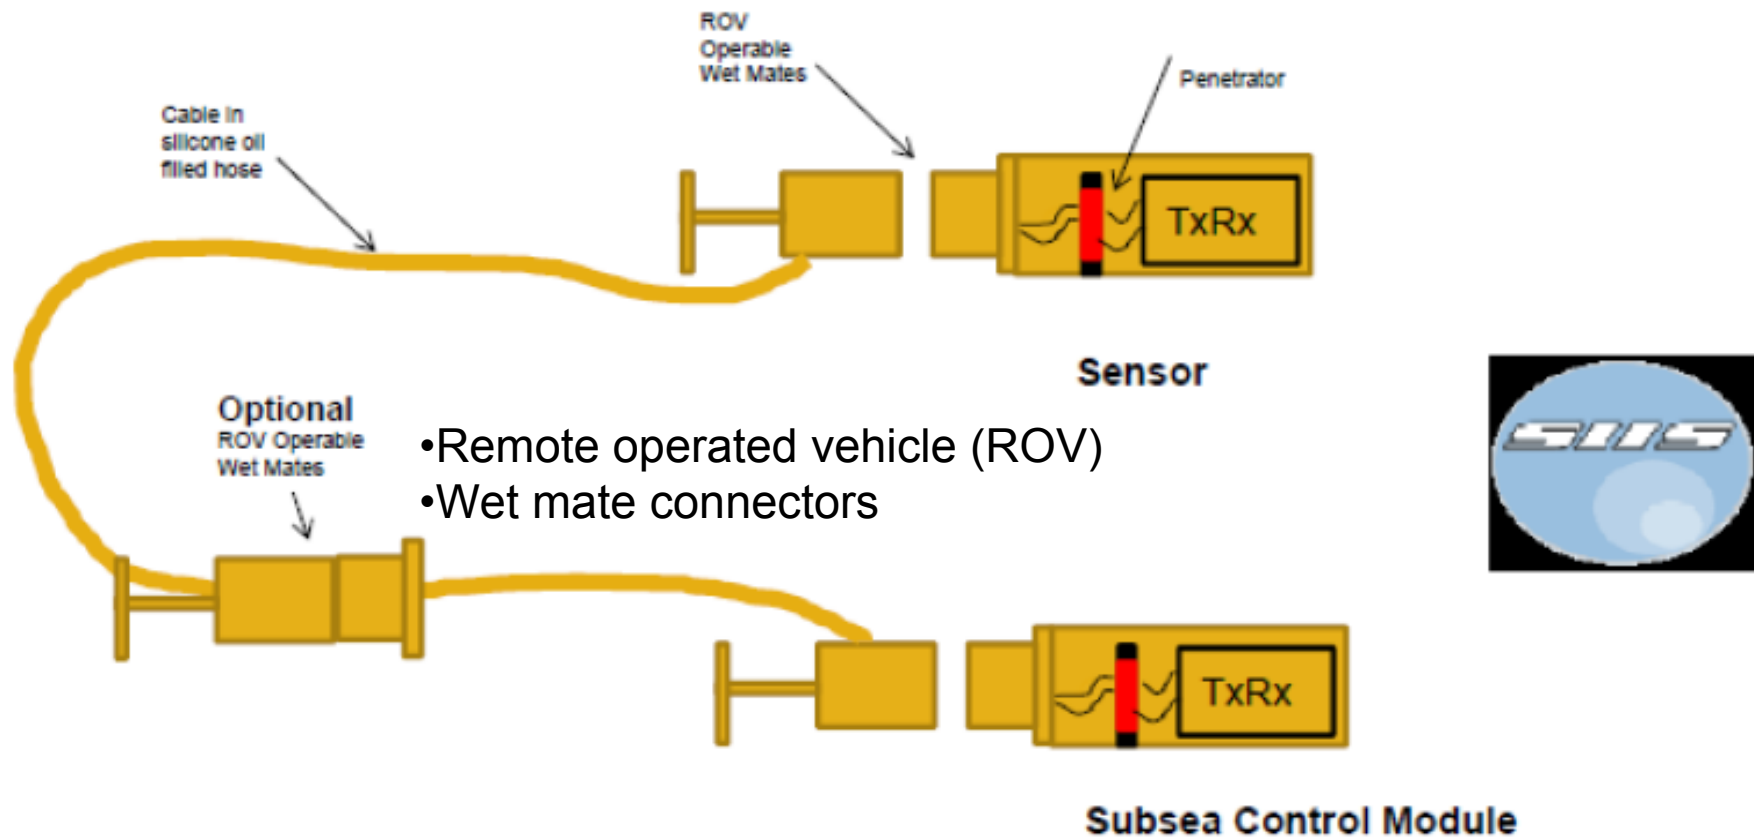 ROV
Operable
Wet Mates
Penetrator
Cable in
silicone oil
filled hose
TxRx
Sensor
SIIS
Optional
ROV Operable
Wet Mates
•Remote operated vehicle (ROV)
•Wet mate connectors
TxRx
Subsea Control Module